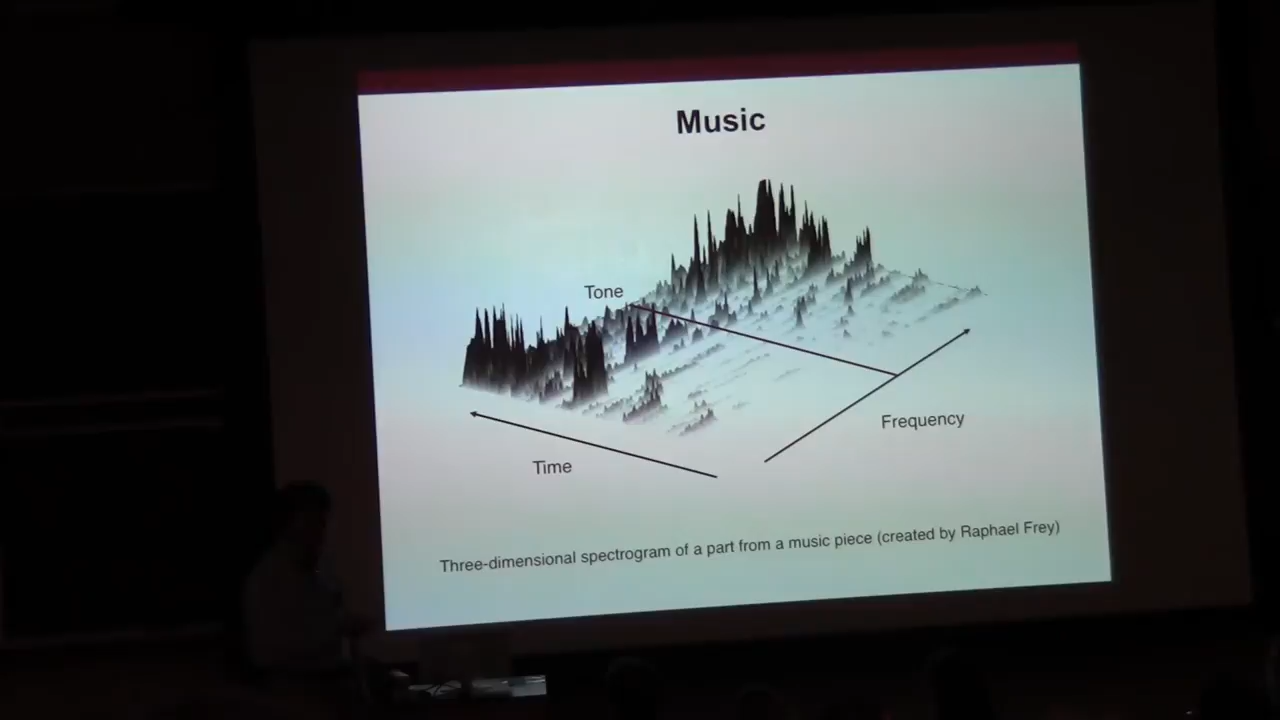 Music
Tone
Frequency
Time
Three-dimensional spectrogram of a part from a music piece (created by Raphael Frey)